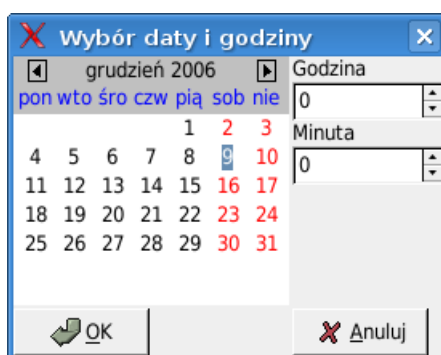 Wybór daty i godziny
grudzień 2006
pon wto śro czw pią sob nie
1 2 3
4 5 6 7 8 9 10
11 12 13 14 15 16 17
18 19 20 21 22 23 24
25 26 27 28 29 30 31
Godzina
0
Minuta
0
OK
Anuluj